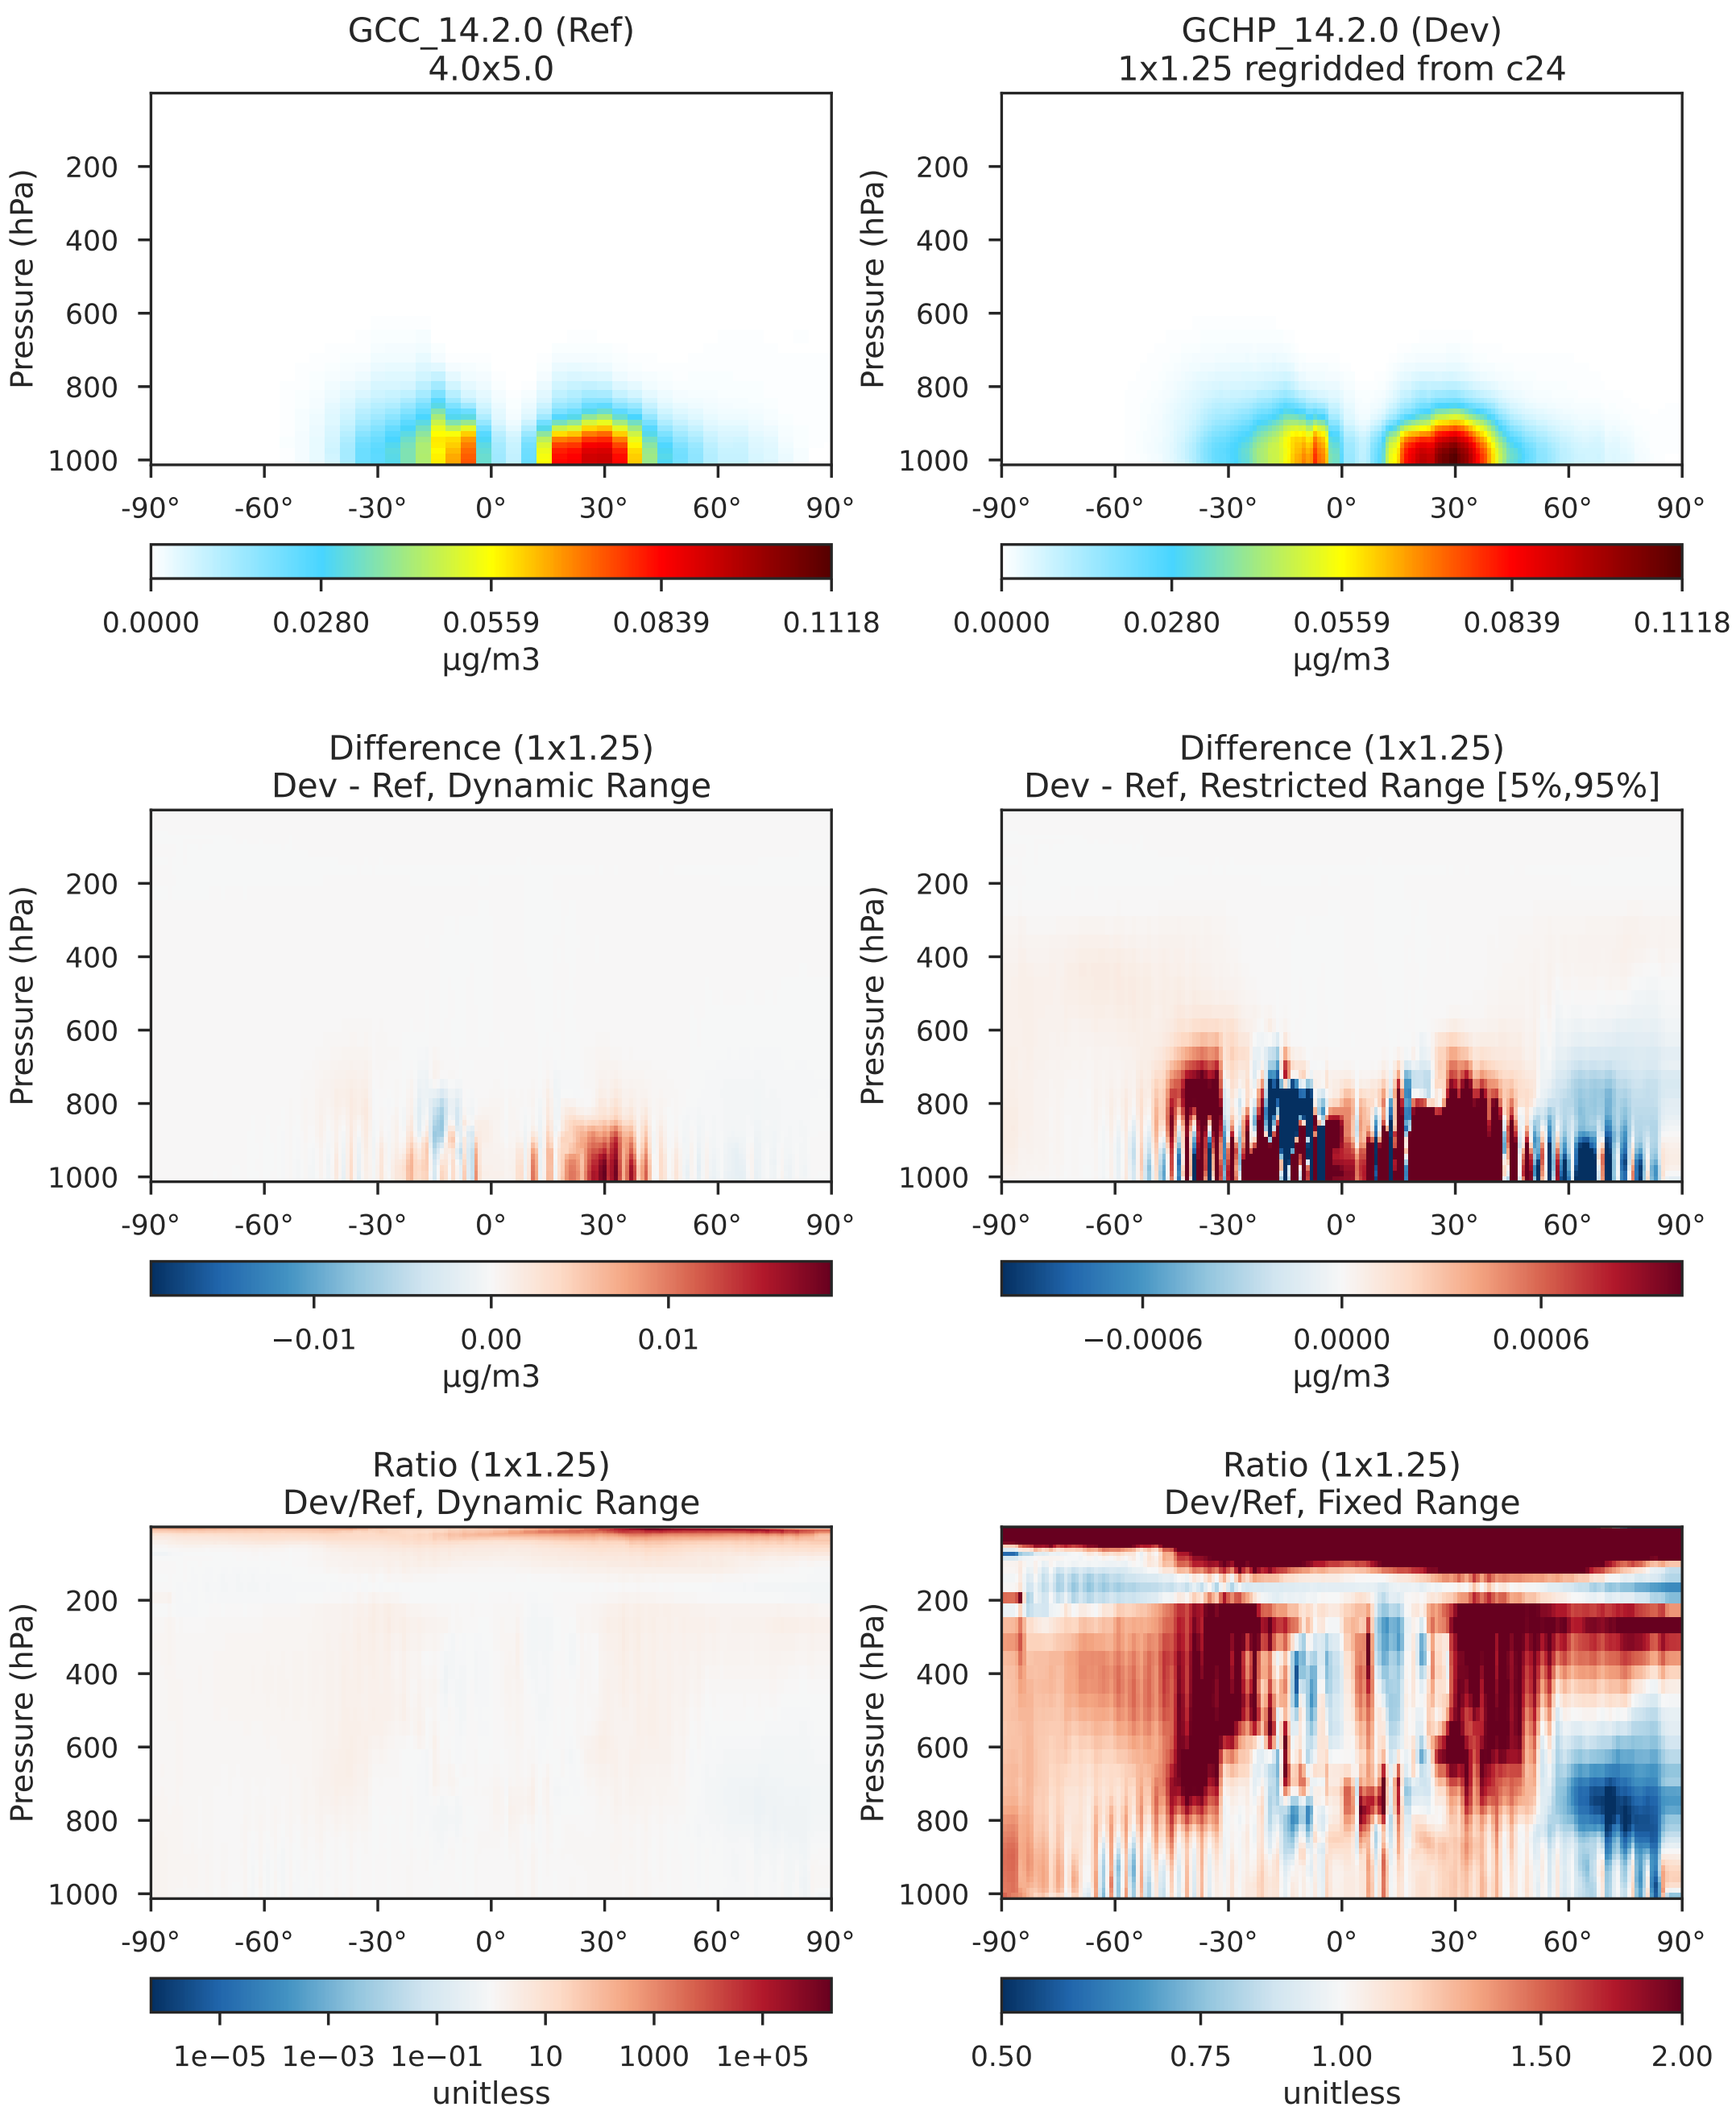 GCC_14.2.0 (Ref)
4.0x5.0
Pressure (hPa)
200
400
600
800
1000
-90° -60° -30° 0° 30° 60° 90°
0.0000 0.0280 0.0559 0.0839 0.1118
µg/m3
GCHP_14.2.0 (Dev)
1x1.25 regridded from c24
Pressure (hPa)
200
400
600
800
1000
-90° -60° -30° 0° 30° 60° 90°
0.0000 0.0280 0.0559 0.0839 0.1118
µg/m3
Difference (1x1.25)
Dev - Ref, Dynamic Range
Pressure (hPa)
200
400
600
800
1000
-90° -60° -30° 0° 30° 60° 90°
−0.01 0.00 0.01
µg/m3
Difference (1x1.25)
Dev - Ref, Restricted Range [5%,95%]
Pressure (hPa)
200
400
600
800
1000
-90° -60° -30° 0° 30° 60° 90°
−0.0006 0.0000 0.0006
µg/m3
Ratio (1x1.25)
Dev/Ref, Dynamic Range
Pressure (hPa)
200
400
600
800
1000
-90° -60° -30° 0° 30° 60° 90°
1e−05 1e−03 1e−01 10 1000 1e+05
unitless
Ratio (1x1.25)
Dev/Ref, Fixed Range
Pressure (hPa)
200
400
600
800
1000
-90° -60° -30° 0° 30° 60° 90°
0.50 0.75 1.00 1.50 2.00
unitless